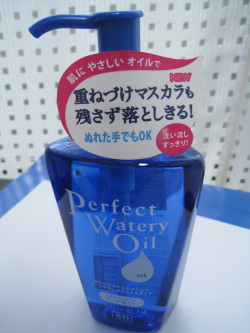 肌に やさしい オイルで
NEW
重ねづけマスカラも
残さず落としきる!
ぬれた手でもOK
洗い流し
すっきり!
Perfect
Watery
Oil
OIL